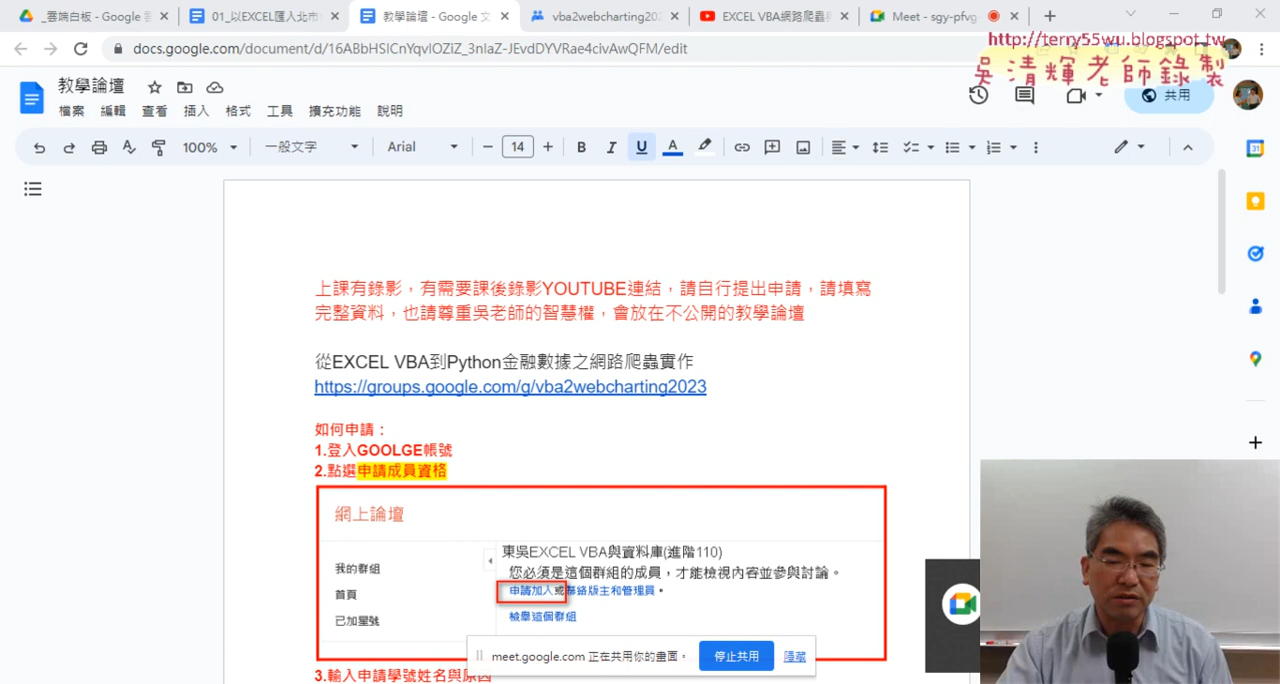 _雲端白板 - Google 雲
01_以EXCEL匯入北市
教學論壇 - Google 文
vba2webcharting202
EXCEL VBA網路爬蟲
Meet - sgy-pfvg
docs.google.com/document/d/16ABbHSICnYqvlOZiZ_3nIaZ-JEvdDYVRae4civAwQFM/edit
http://terry55wu.blogspot.tw
吳清輝老師錄製
教學論壇
檔案 編輯 查看 插入 格式 工具 擴充功能 說明
共用
100% 一般文字 Arial 14 B I U A
31
上課有錄影，有需要課後錄影YOUTUBE連結，請自行提出申請，請填寫
完整資料，也請尊重吳老師的智慧權，會放在不公開的教學論壇
從EXCEL VBA到Python金融數據之網路爬蟲實作
https://groups.google.com/g/vba2webcharting2023
如何申請：
1.登入GOOLGE帳號
2.點選申請成員資格
網上論壇
我的群組
首頁
已加星號
東吳EXCEL VBA與資料庫(進階110)
您必須是這個群組的成員，才能檢視內容並參與討論。
申請加入或聯絡版主和管理員。
檢舉這個群組
meet.google.com 正在共用你的畫面。 停止共用 隱藏
3.輸入申請學號姓名與原因